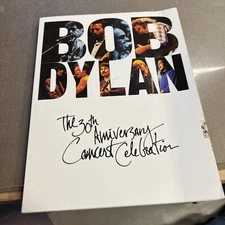 BOB
DYLAN
The 30th
Anniversary
Concert Celebration